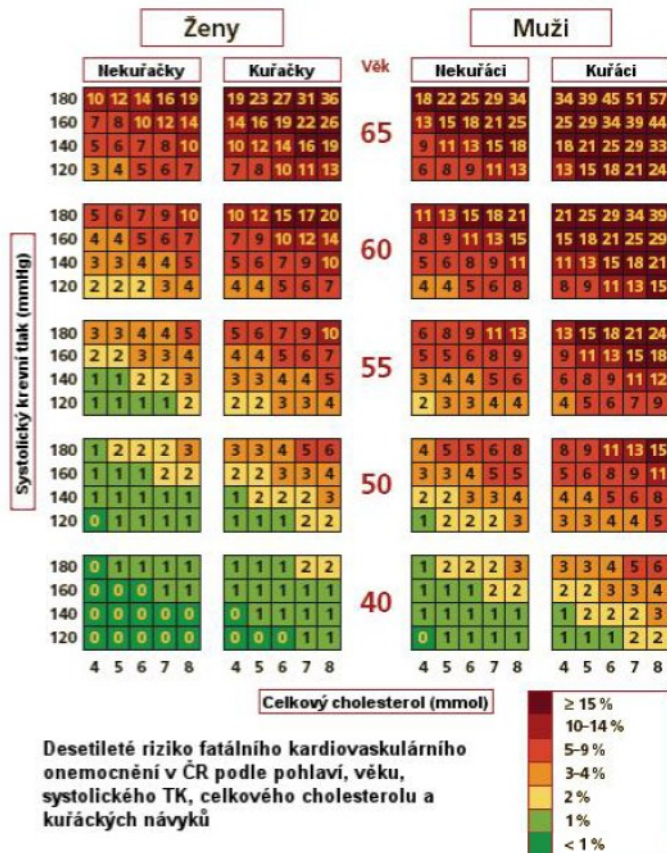 Ženy Muži
Nekuřačky Kuřačky Věk Nekuřáci Kuřáci
180 10 12 14 16 19 19 23 27 31 36 18 22 25 29 34 34 39 45 51 57
160 7 8 10 12 14 14 16 19 22 26 13 15 18 21 25 25 29 34 39 44
65
140 5 6 7 8 10 10 12 14 16 19 9 11 13 15 18 18 21 25 29 33
120 3 4 5 6 7 7 8 10 11 13 6 8 9 11 13 13 15 18 21 24
180 5 6 7 9 10 10 12 15 17 20 11 13 15 18 21 21 25 29 34 39
160 4 4 5 6 7 7 9 10 12 14 8 9 11 13 15 15 18 21 25 29
60
140 3 3 4 4 5 5 6 7 9 10 5 6 8 9 11 11 13 15 18 21
120 2 2 2 3 4 4 4 5 6 7 4 4 5 6 8 8 9 11 13 15
180 3 3 4 4 5 5 6 7 9 10 6 8 9 11 13 13 15 18 21 24
160 2 2 3 3 4 4 4 5 6 7 5 5 6 8 9 9 11 13 15 18
55
140 1 1 2 2 3 3 3 4 4 5 3 4 4 5 6 6 8 9 11 12
120 1 1 1 1 2 2 2 3 3 4 2 3 3 4 4 4 5 6 7 9
180 1 2 2 2 3 3 3 4 5 6 4 5 5 6 8 8 9 11 13 15
160 1 1 1 2 2 2 2 3 3 4 3 3 4 5 5 5 6 8 9 11
50
140 1 1 1 1 1 1 2 2 2 3 2 2 3 3 4 4 4 5 6 8
120 0 1 1 1 1 1 1 1 2 2 1 2 2 2 3 3 3 4 4 5
180 0 1 1 1 1 1 1 1 2 2 1 2 2 2 3 3 3 4 5 6
160 0 0 0 1 1 1 1 1 1 1 1 1 1 2 2 2 2 3 3 4
40
140 0 0 0 0 0 0 1 1 1 1 1 1 1 1 1 1 2 2 2 3
120 0 0 0 0 0 0 0 0 1 1 0 1 1 1 1 1 1 1 2 2
4 5 6 7 8 4 5 6 7 8 4 5 6 7 8 4 5 6 7 8
Systolický krevní tlak (mmHg)
Celkový cholesterol (mmol)
Desetileté riziko fatálního kardiovaskulárního
onemocnění v ČR podle pohlaví, věku,
systolického TK, celkového cholesterolu a
kuřáckých návyků
≥ 15 %
10-14 %
5-9 %
3-4 %
2 %
1 %
< 1 %